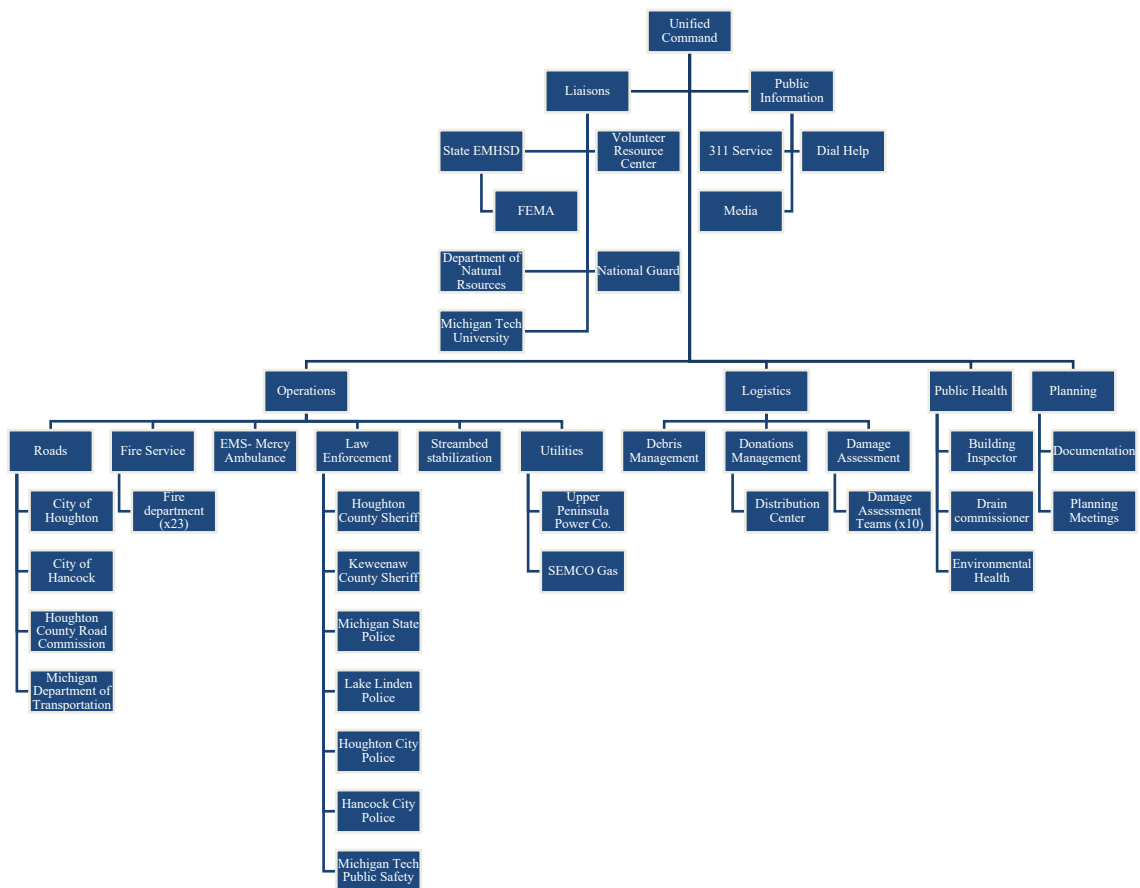 Unified
Command
Liaisons
Public
Information
State EMHSD
Volunteer
Resource
Center
311 Service
Dial Help
FEMA
Media
Department of
Natural
Rsources
National Guard
Michigan Tech
University
Operations
Logistics
Public Health
Planning
Roads
Fire Service
EMS- Mercy
Ambulance
Law
Enforcement
Streambed
stabilization
Utilities
Debris
Management
Donations
Management
Damage
Assessment
Building
Inspector
Documentation
City of
Houghton
Fire
department
(x23)
Houghton
County Sheriff
Upper
Peninsula
Power Co.
Distribution
Center
Damage
Assessment
Teams (x10)
Drain
commissioner
Planning
Meetings
City of
Hancock
Keweenaw
County Sheriff
SEMCO Gas
Environmental
Health
Houghton
County Road
Commission
Michigan State
Police
Michigan
Department of
Transportation
Lake Linden
Police
Houghton City
Police
Hancock City
Police
Michigan Tech
Public Safety